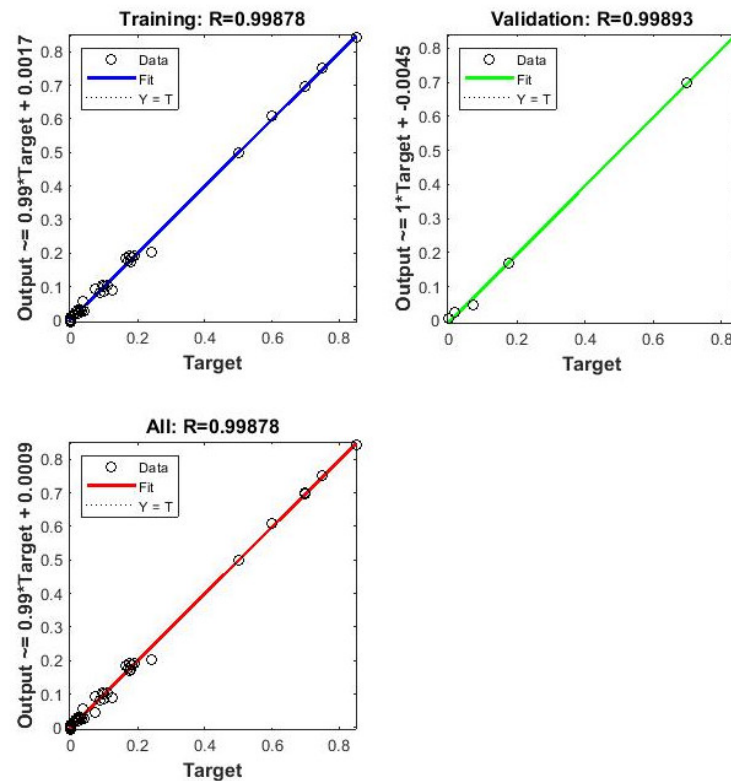 Training: R=0.99878
Output ~= 0.99*Target + 0.0017
0.8
0.7
0.6
0.5
0.4
0.3
0.2
0.1
0
Data
Fit
Y = T
0 0.2 0.4 0.6 0.8
Target
Validation: R=0.99893
Output ~= 1*Target + -0.0045
0.8
0.7
0.6
0.5
0.4
0.3
0.2
0.1
0
Data
Fit
Y = T
0 0.2 0.4 0.6 0.8
Target
All: R=0.99878
Output ~= 0.99*Target + 0.0009
0.8
0.7
0.6
0.5
0.4
0.3
0.2
0.1
0
Data
Fit
Y = T
0 0.2 0.4 0.6 0.8
Target